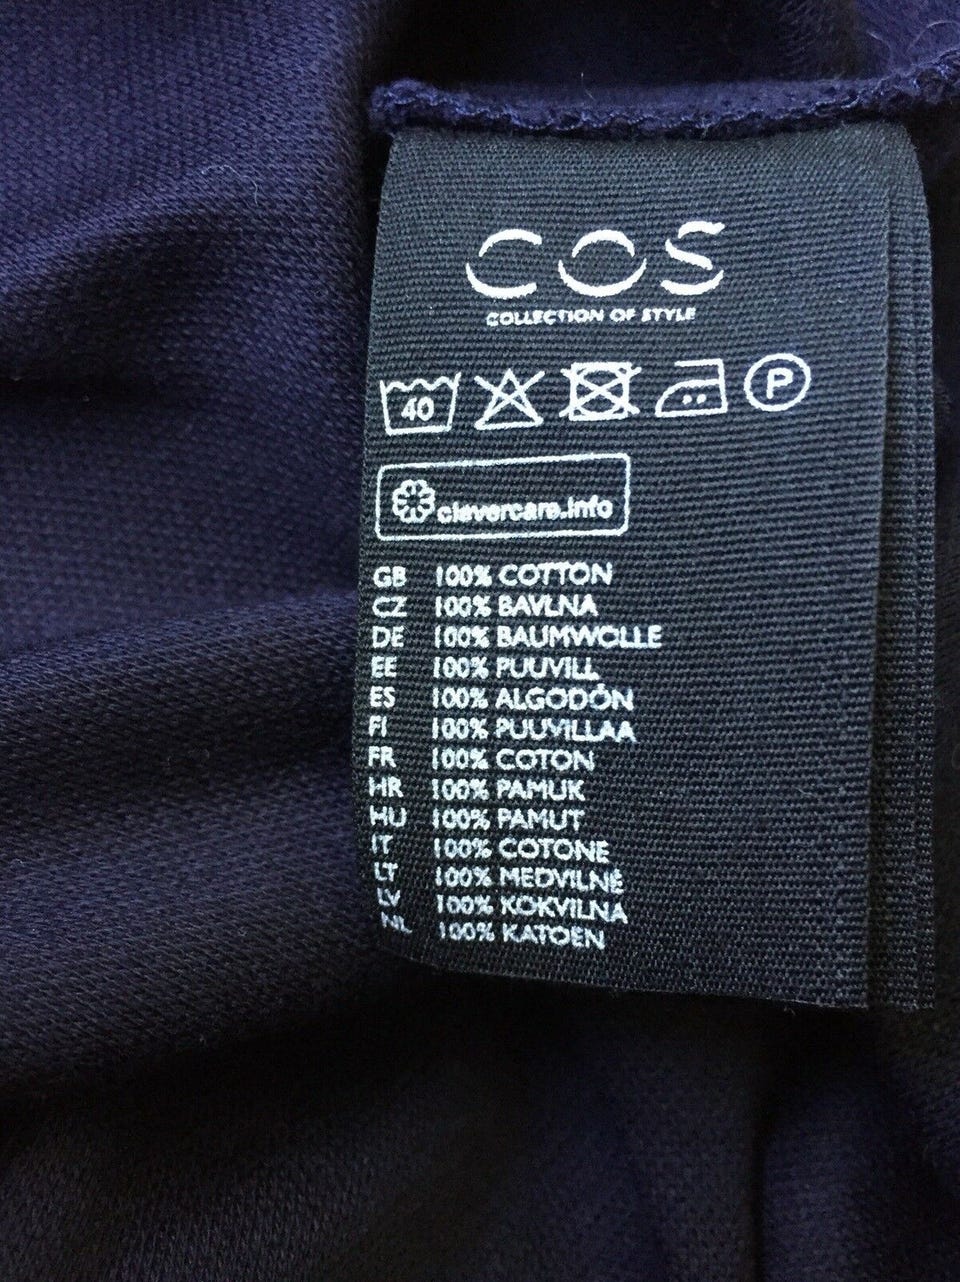 COS
COLLECTION OF STYLE
40 P
clevercare.info
GB 100% COTTON
CZ 100% BAVLNA
DE 100% BAUMWOLLE
EE 100% PUUVILL
ES 100% ALGODÓN
FI 100% PUUVILLAA
FR 100% COTON
HR 100% PAMUK
HU 100% PAMUT
IT 100% COTONE
LT 100% MEDVILNĖ
LV 100% KOKVILNA
NL 100% KATOEN